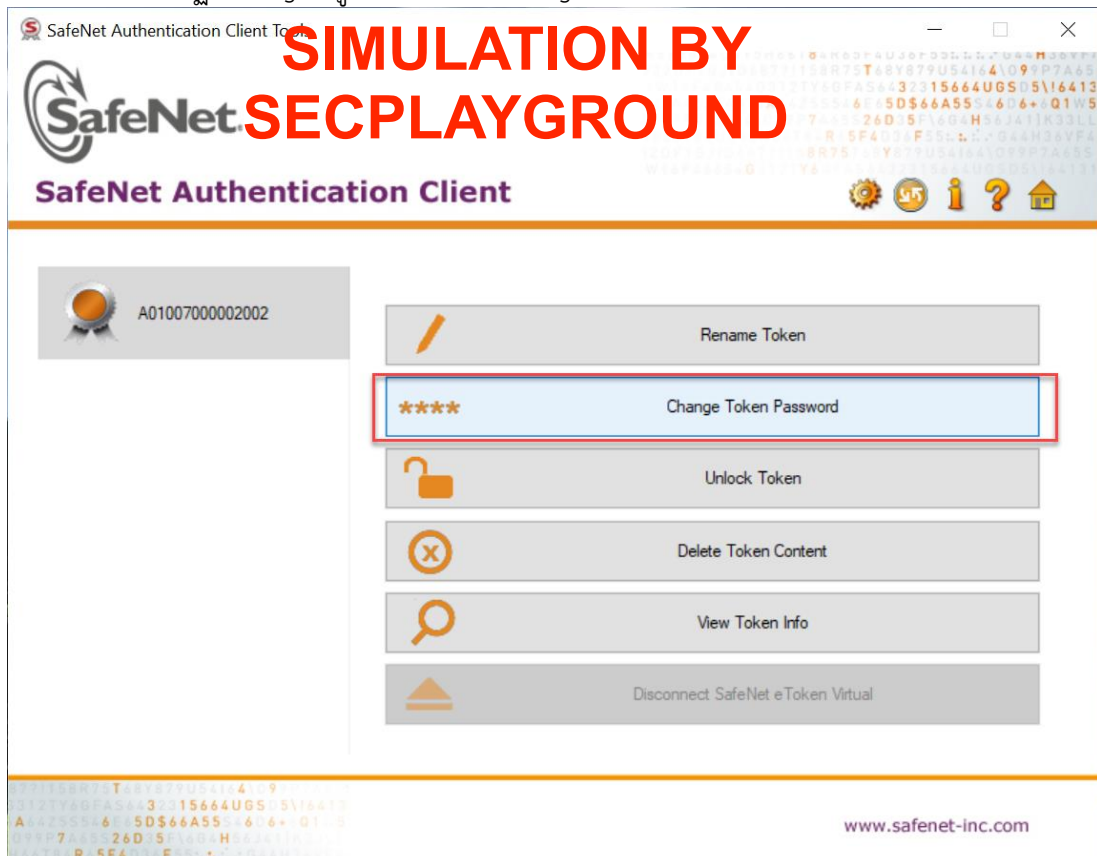 SafeNet Authentication Client Tools
SIMULATION BY
SECPLAYGROUND
SafeNet.
SafeNet Authentication Client
A01007000002002
Rename Token
**** Change Token Password
Unlock Token
Delete Token Content
View Token Info
Disconnect SafeNet eToken Virtual
www.safenet-inc.com